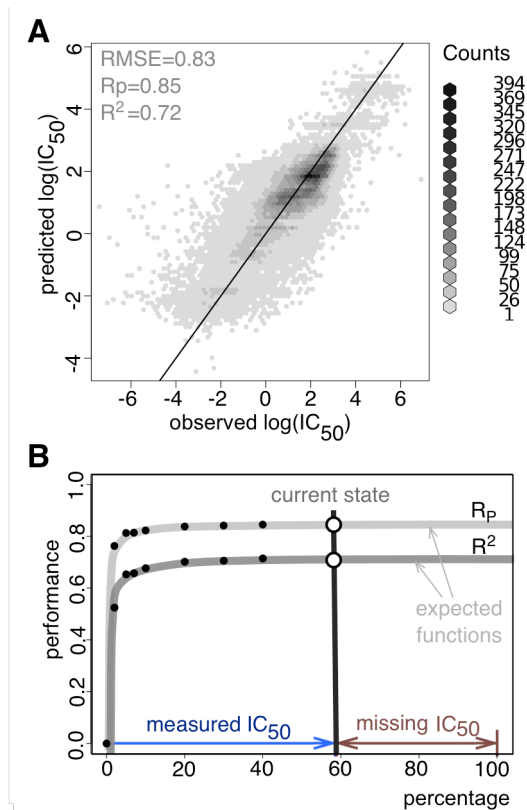 A
RMSE=0.83
Rp=0.85
R²=0.72
predicted log(IC50)
6
4
2
0
-2
-4
-6 -4 -2 0 2 4 6
observed log(IC50)
Counts
394
369
345
320
296
271
247
222
198
173
148
124
99
75
50
26
1
B
performance
1.0
0.8
0.6
0.4
0.2
0.0
current state
RP
R²
expected
functions
measured IC50
missing IC50
0 20 40 60 80 100
percentage